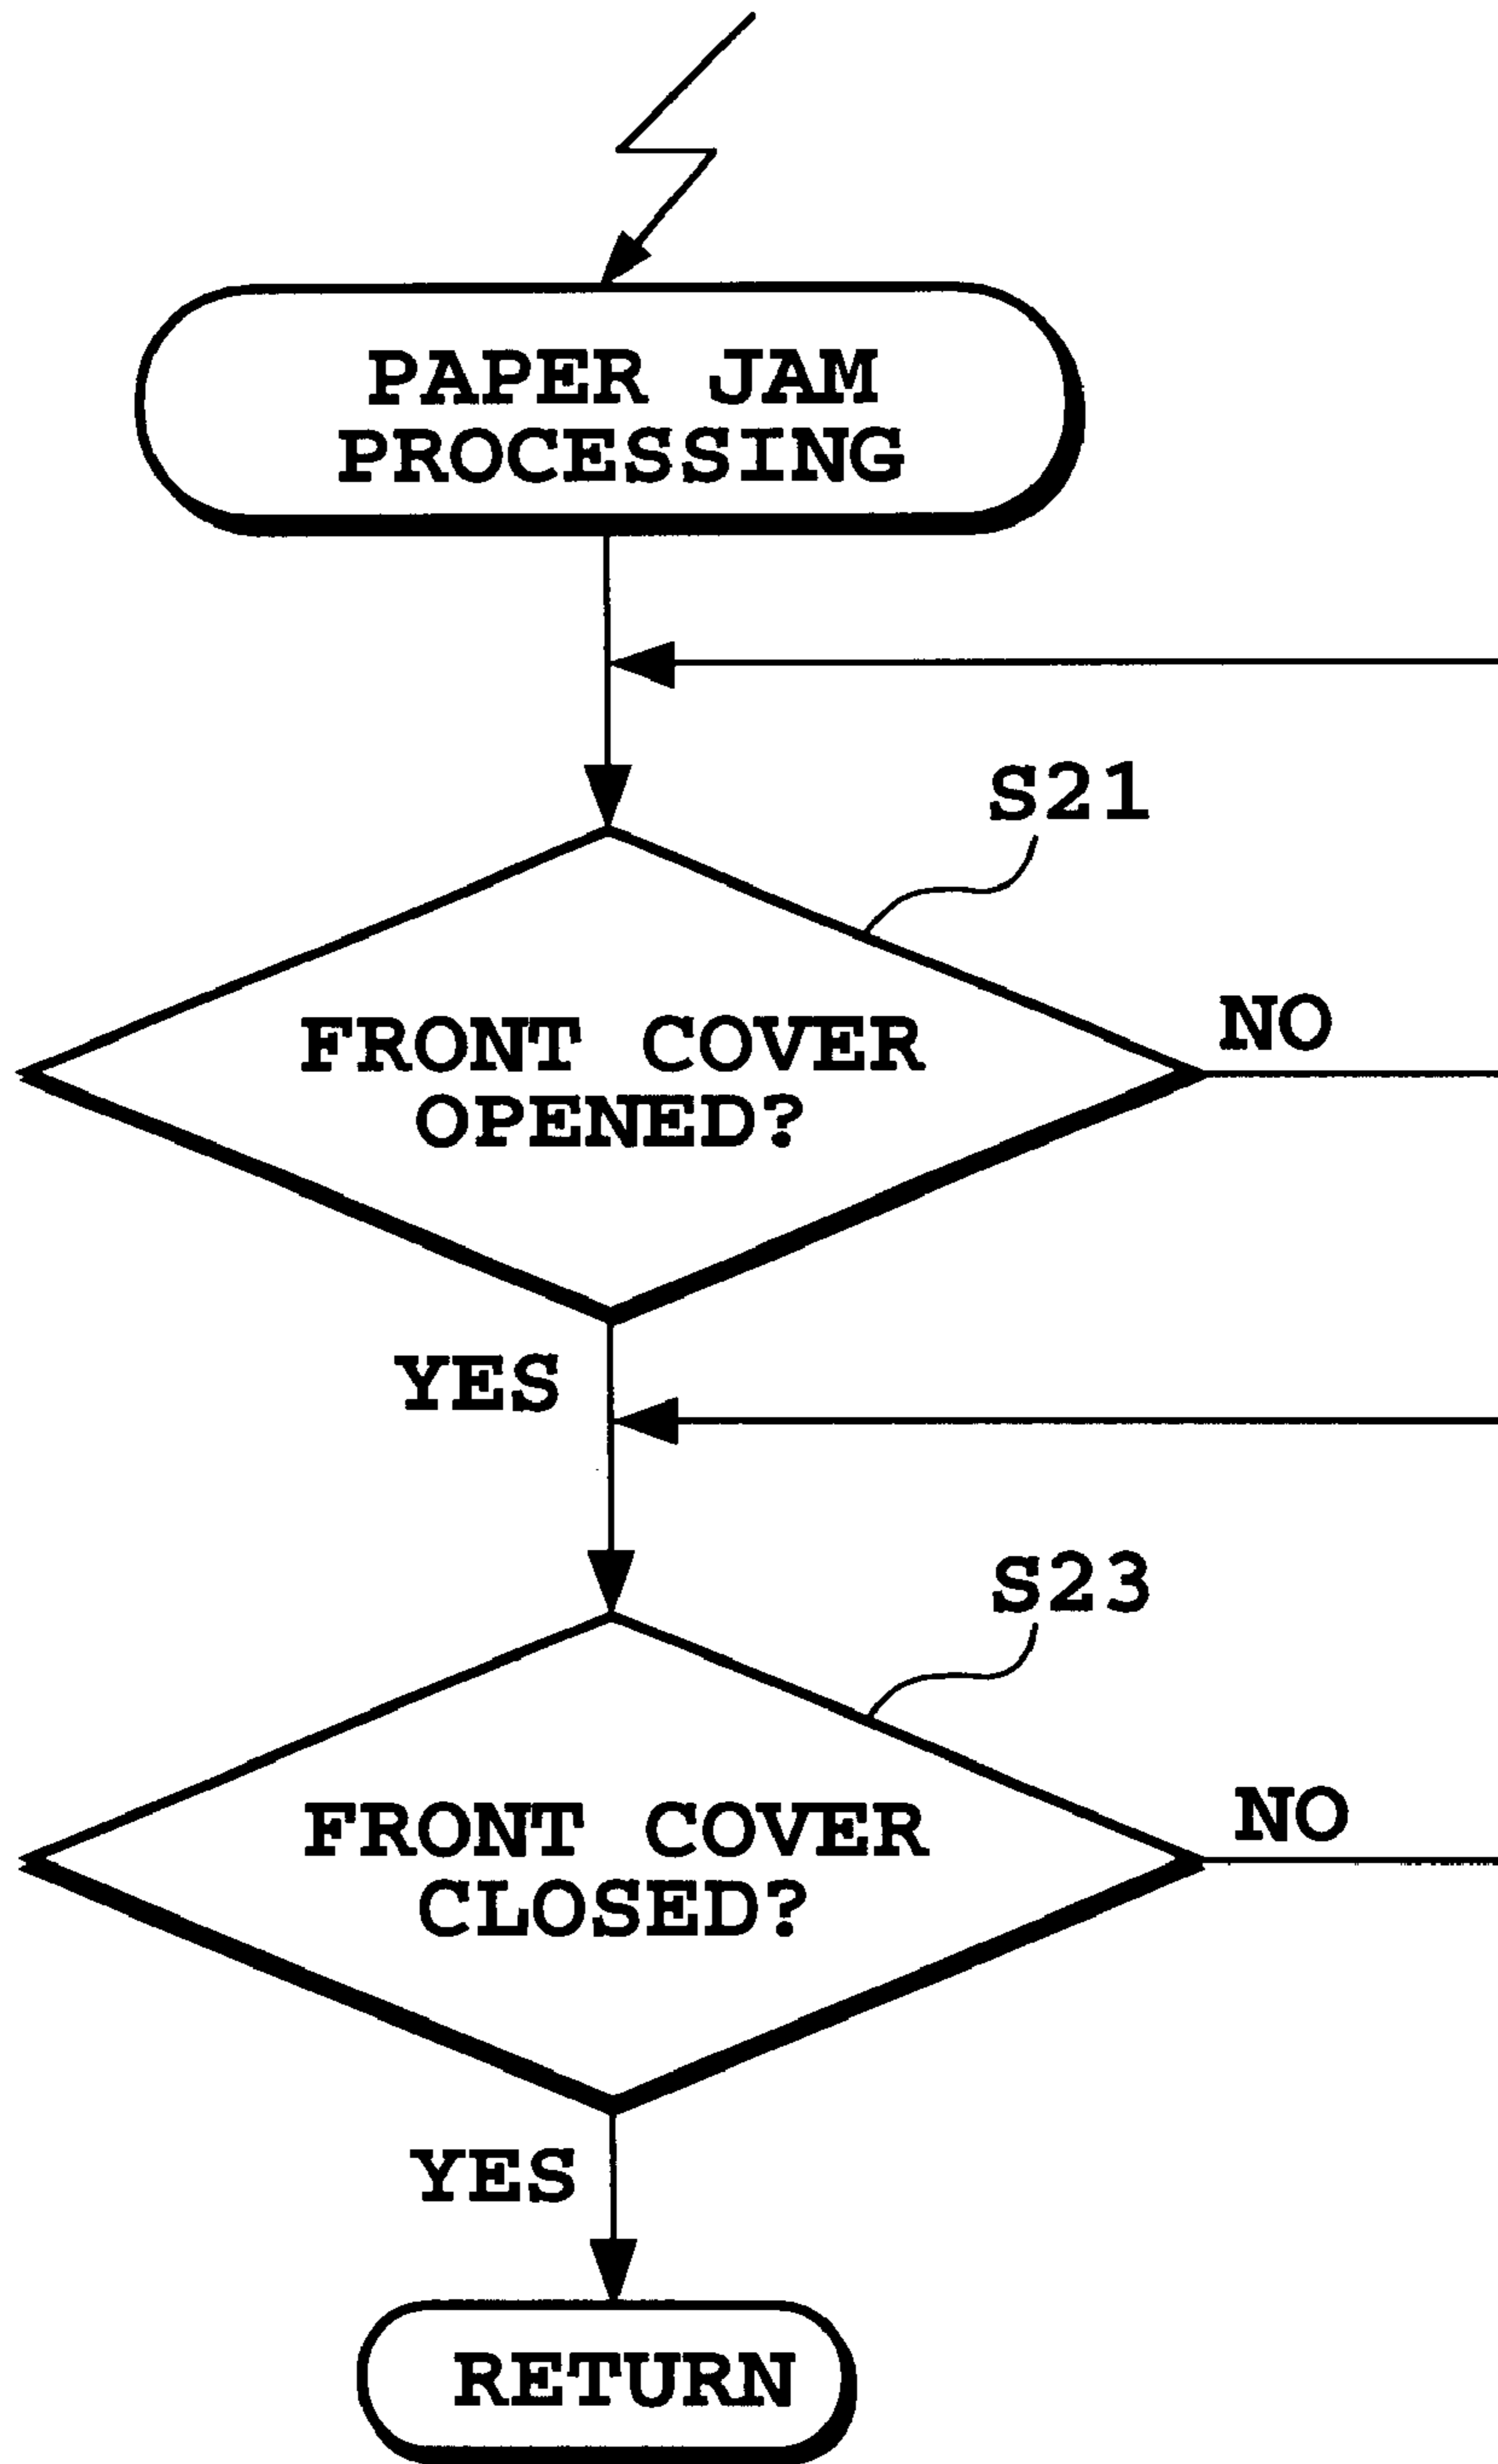 PAPER JAM
PROCESSING
S21
FRONT COVER
OPENED?
NO
YES
S23
FRONT COVER
CLOSED?
NO
YES
RETURN